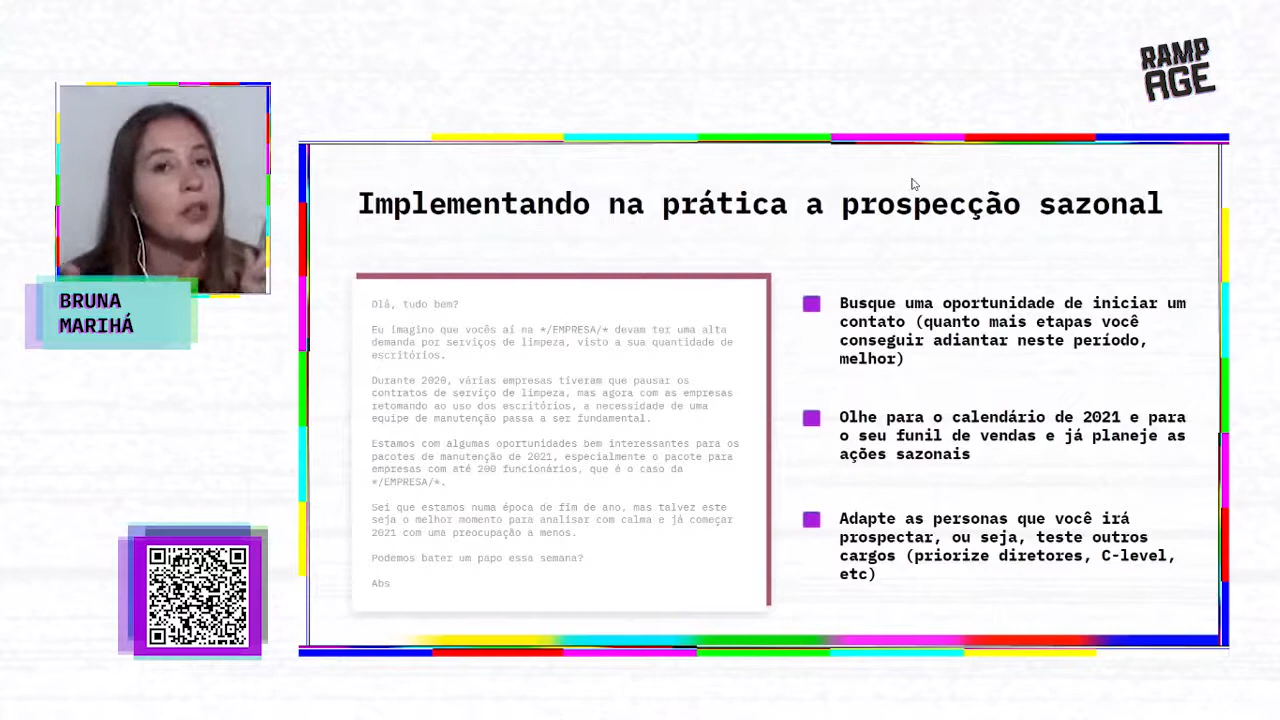 RAMP
AGE
BRUNA
MARIHÁ
Implementando na prática a prospecção sazonal
Olá, tudo bem?
Eu imagino que vocês aí na */EMPRESA/* devam ter uma alta
demanda por serviços de limpeza, visto a sua quantidade de
escritórios.
Durante 2020, várias empresas tiveram que pausar os
contratos de serviço de limpeza, mas agora com as empresas
retomando ao uso dos escritórios, a necessidade de uma
equipe de manutenção passa a ser fundamental.
Estamos com algumas oportunidades bem interessantes para os
pacotes de manutenção de 2021, especialmente o pacote para
empresas com até 200 funcionários, que é o caso da
*/EMPRESA/*.
Sei que estamos numa época de fim de ano, mas talvez este
seja o melhor momento para analisar com calma e já começar
2021 com uma preocupação a menos.
Podemos bater um papo essa semana?
Abs
Busque uma oportunidade de iniciar um
contato (quanto mais etapas você
conseguir adiantar neste período,
melhor)
Olhe para o calendário de 2021 e para
o seu funil de vendas e já planeje as
ações sazonais
Adapte as personas que você irá
prospectar, ou seja, teste outros
cargos (priorize diretores, C-level,
etc)